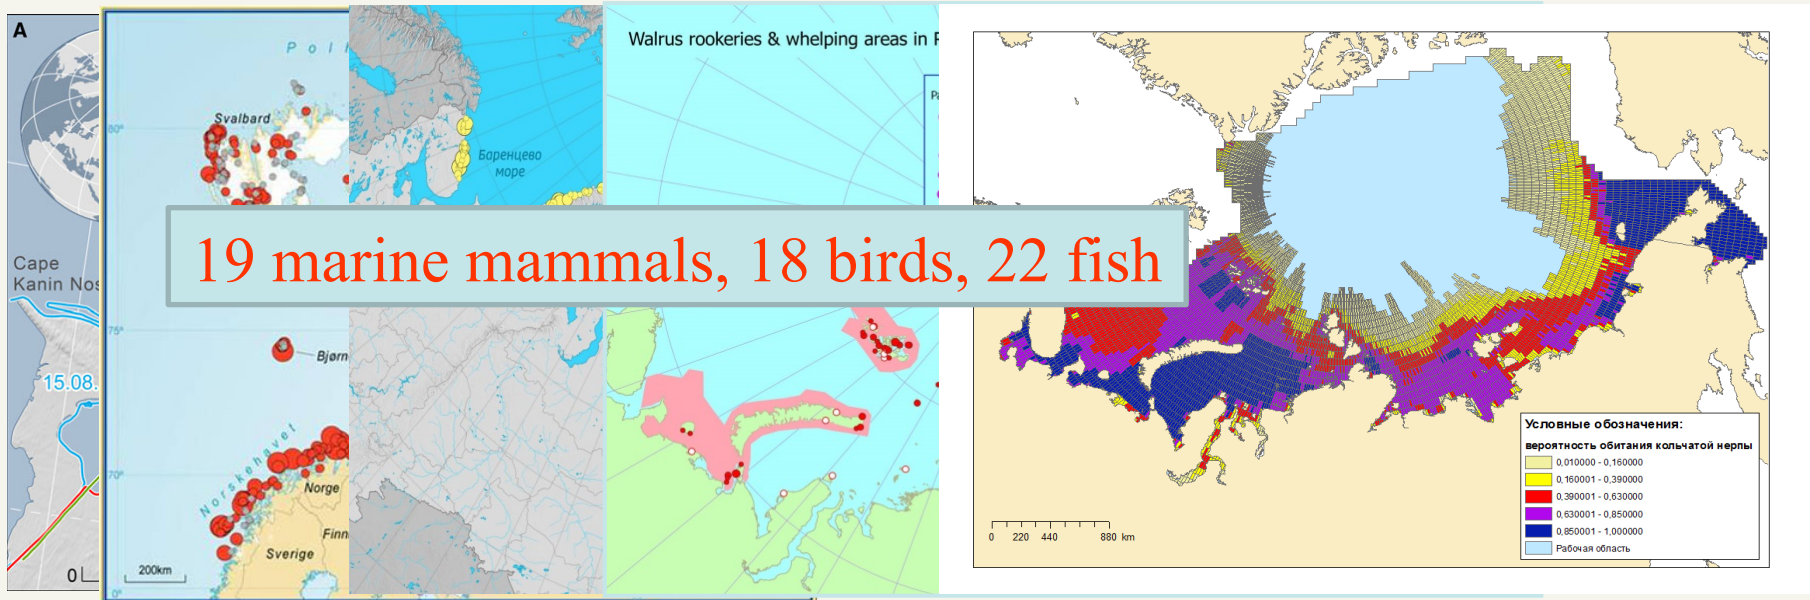 A
Cape
Kanin Nos
15.08.
0
Svalbard
80°
75°
Bjørn
Norskehavet
70°
Norge
Finn
Sverige
200km
Баренцево
море
Walrus rookeries & whelping areas in
19 marine mammals, 18 birds, 22 fish
Условные обозначения:
вероятность обитания кольчатой нерпы
0,010000 - 0,160000
0,160001 - 0,390000
0,390001 - 0,630000
0,630001 - 0,850000
0,850001 - 1,000000
Рабочая область
0 220 440 880 km